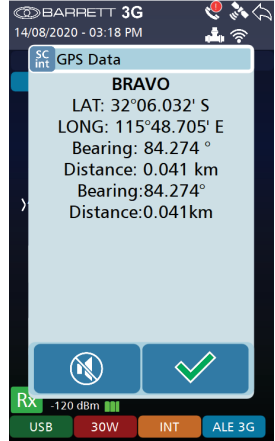 BARRETT 3G
14/08/2020 - 03:18 PM
SC
int
GPS Data
BRAVO
LAT: 32°06.032' S
LONG: 115°48.705' E
Bearing: 84.274 °
Distance: 0.041 km
Bearing:84.274°
Distance:0.041km
Rx
-120 dBm
USB
30W
INT
ALE 3G